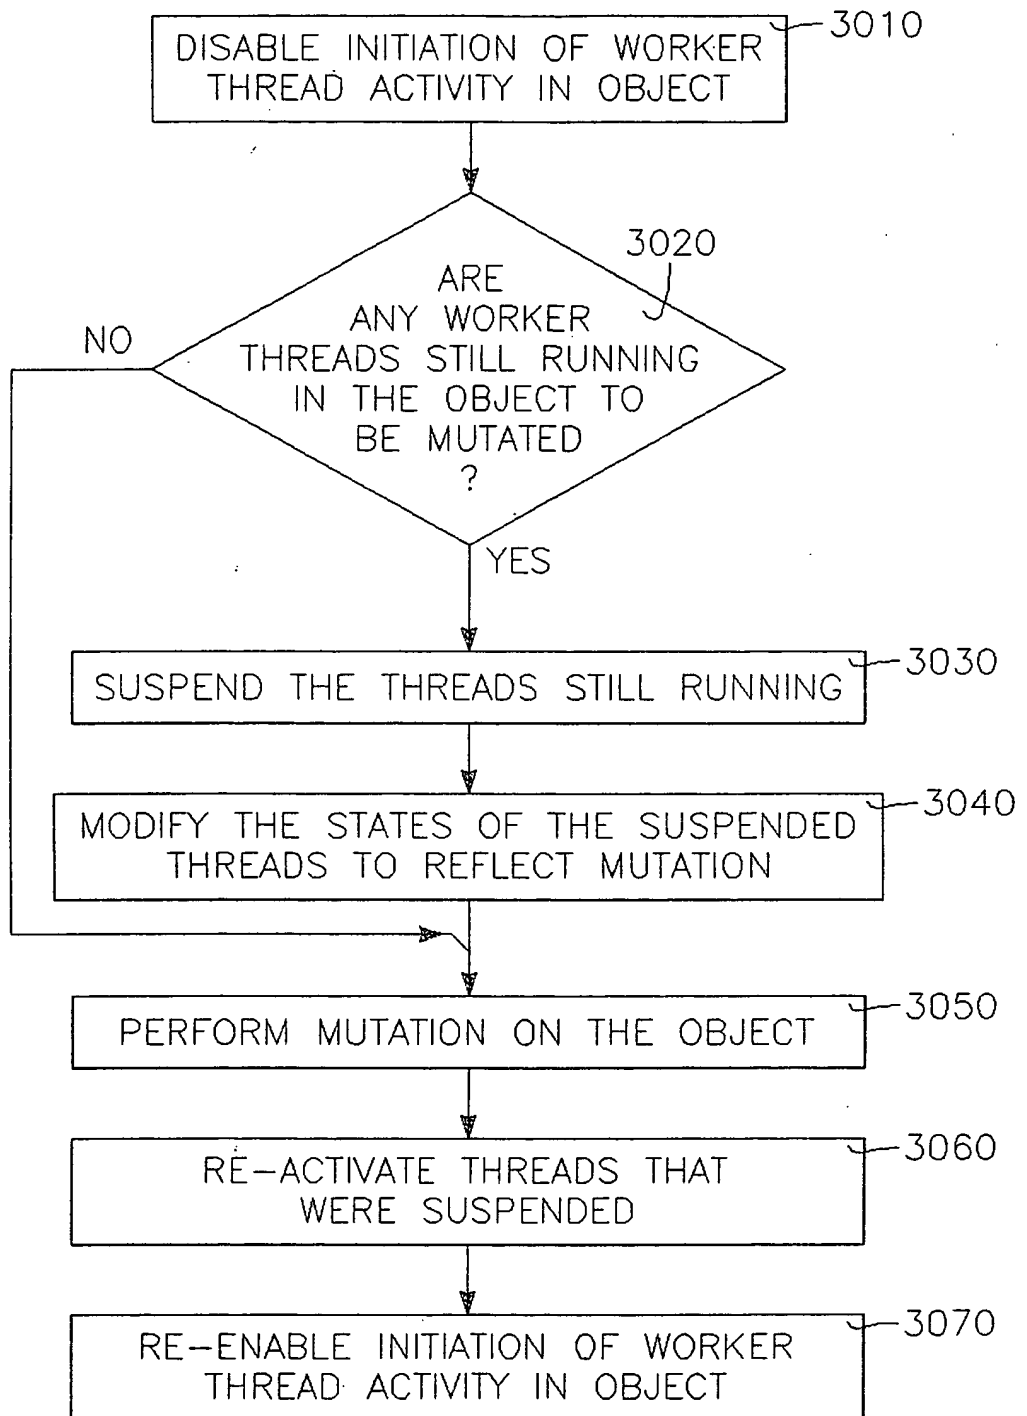 3010
DISABLE INITIATION OF WORKER
THREAD ACTIVITY IN OBJECT
3020
ARE
ANY WORKER
THREADS STILL RUNNING
IN THE OBJECT TO
BE MUTATED
?
NO
YES
3030
SUSPEND THE THREADS STILL RUNNING
3040
MODIFY THE STATES OF THE SUSPENDED
THREADS TO REFLECT MUTATION
3050
PERFORM MUTATION ON THE OBJECT
3060
RE-ACTIVATE THREADS THAT
WERE SUSPENDED
3070
RE-ENABLE INITIATION OF WORKER
THREAD ACTIVITY IN OBJECT